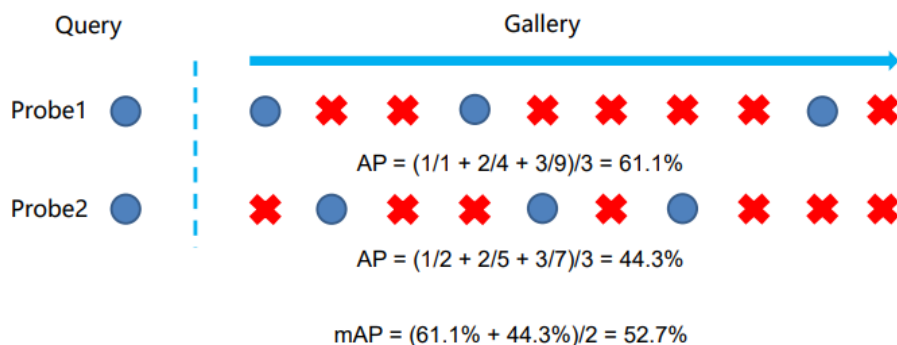 Query Gallery
Probe1
AP = (1/1 + 2/4 + 3/9)/3 = 61.1%
Probe2
AP = (1/2 + 2/5 + 3/7)/3 = 44.3%
mAP = (61.1% + 44.3%)/2 = 52.7%